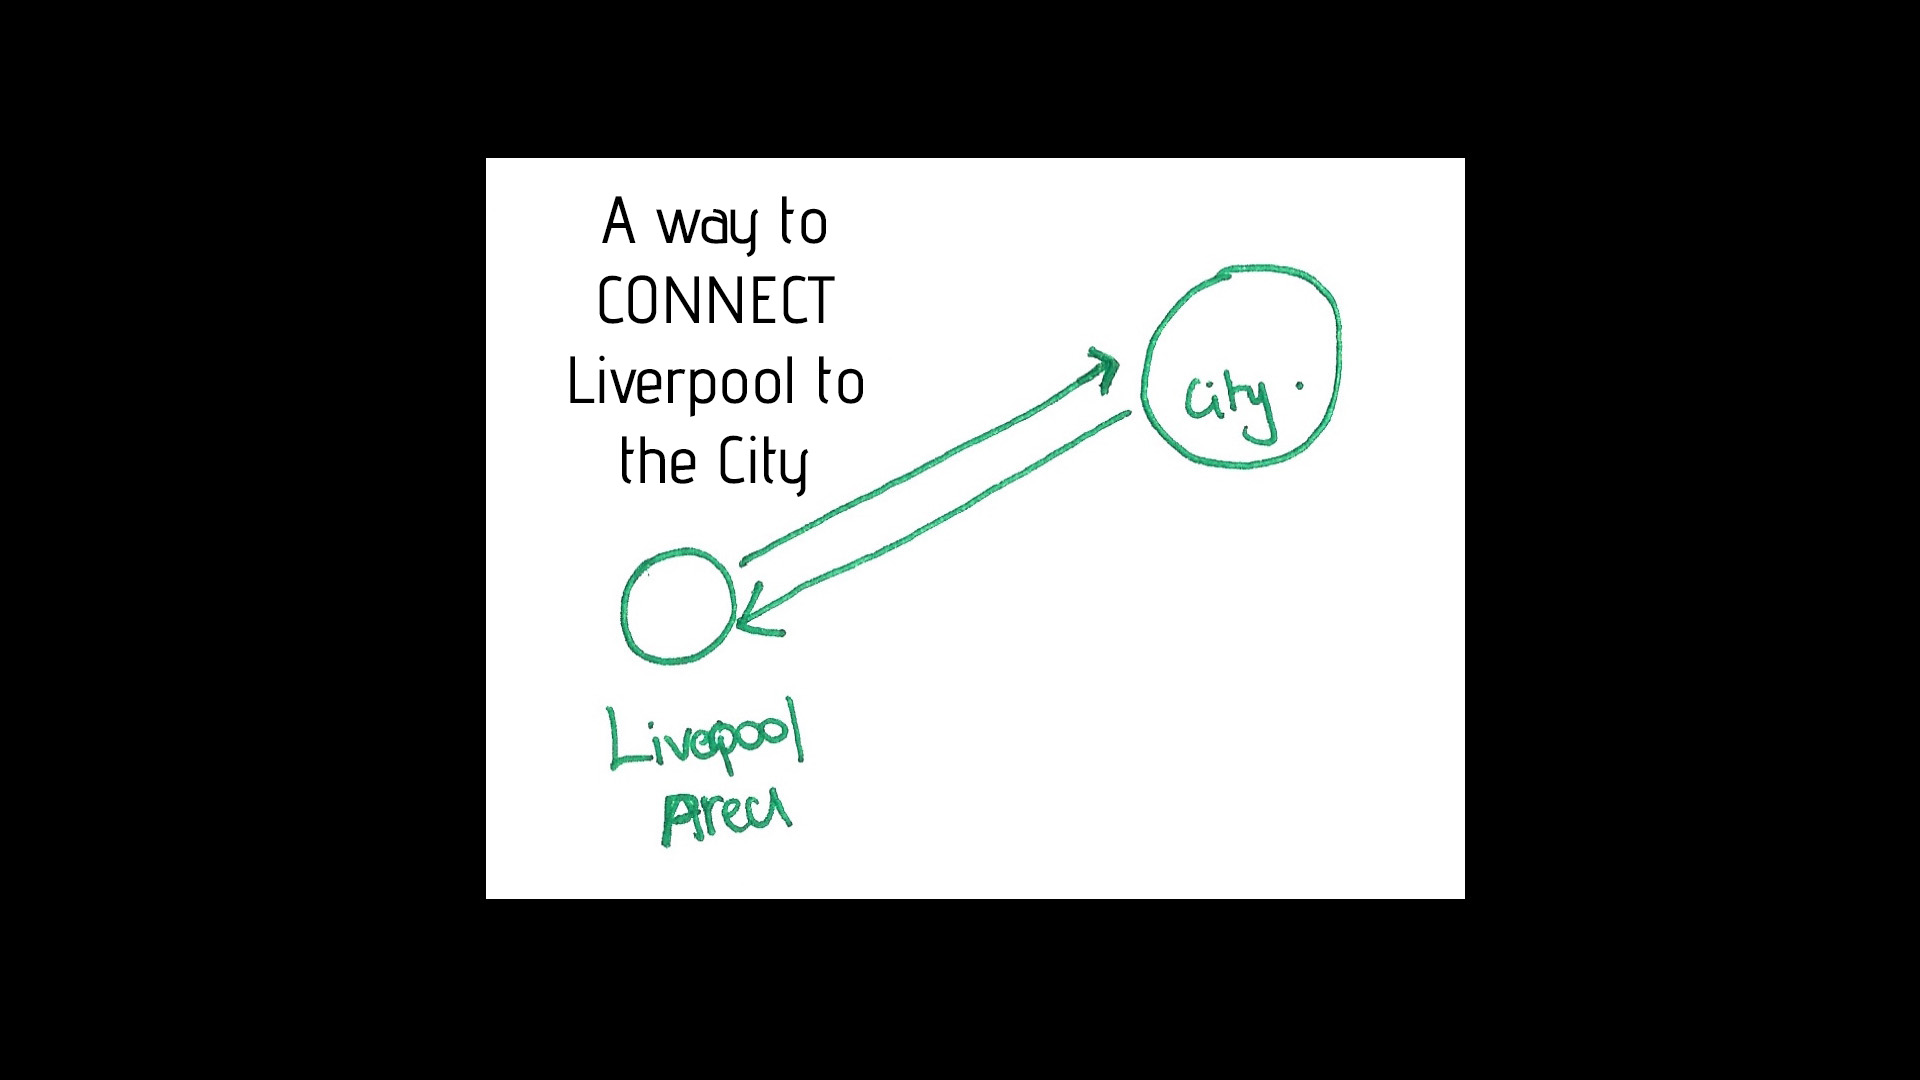 A way to
CONNECT
Liverpool to
the City
City.
Livepool
Area